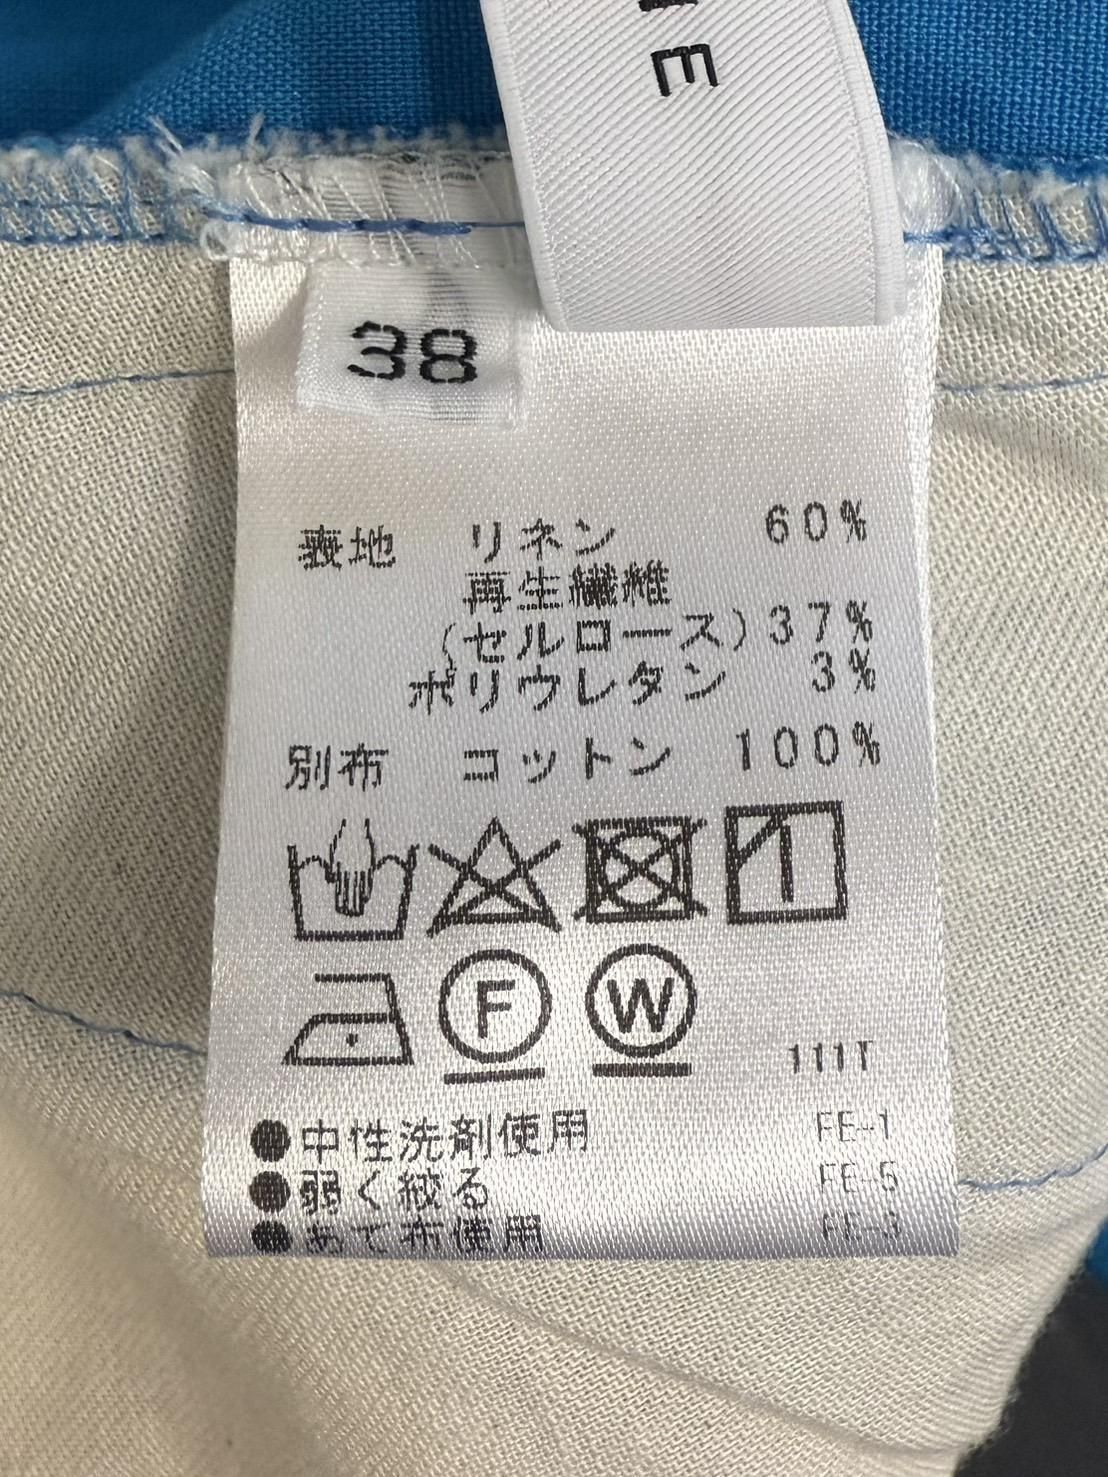 ME
38
表地 リネン 60%
再生繊維
(セルロース) 37%
ポリウレタン 3%
別布 コットン 100%
F W
111T
●中性洗剤使用 FE-1
●弱く絞る FE-5
●あて布使用 FE-3